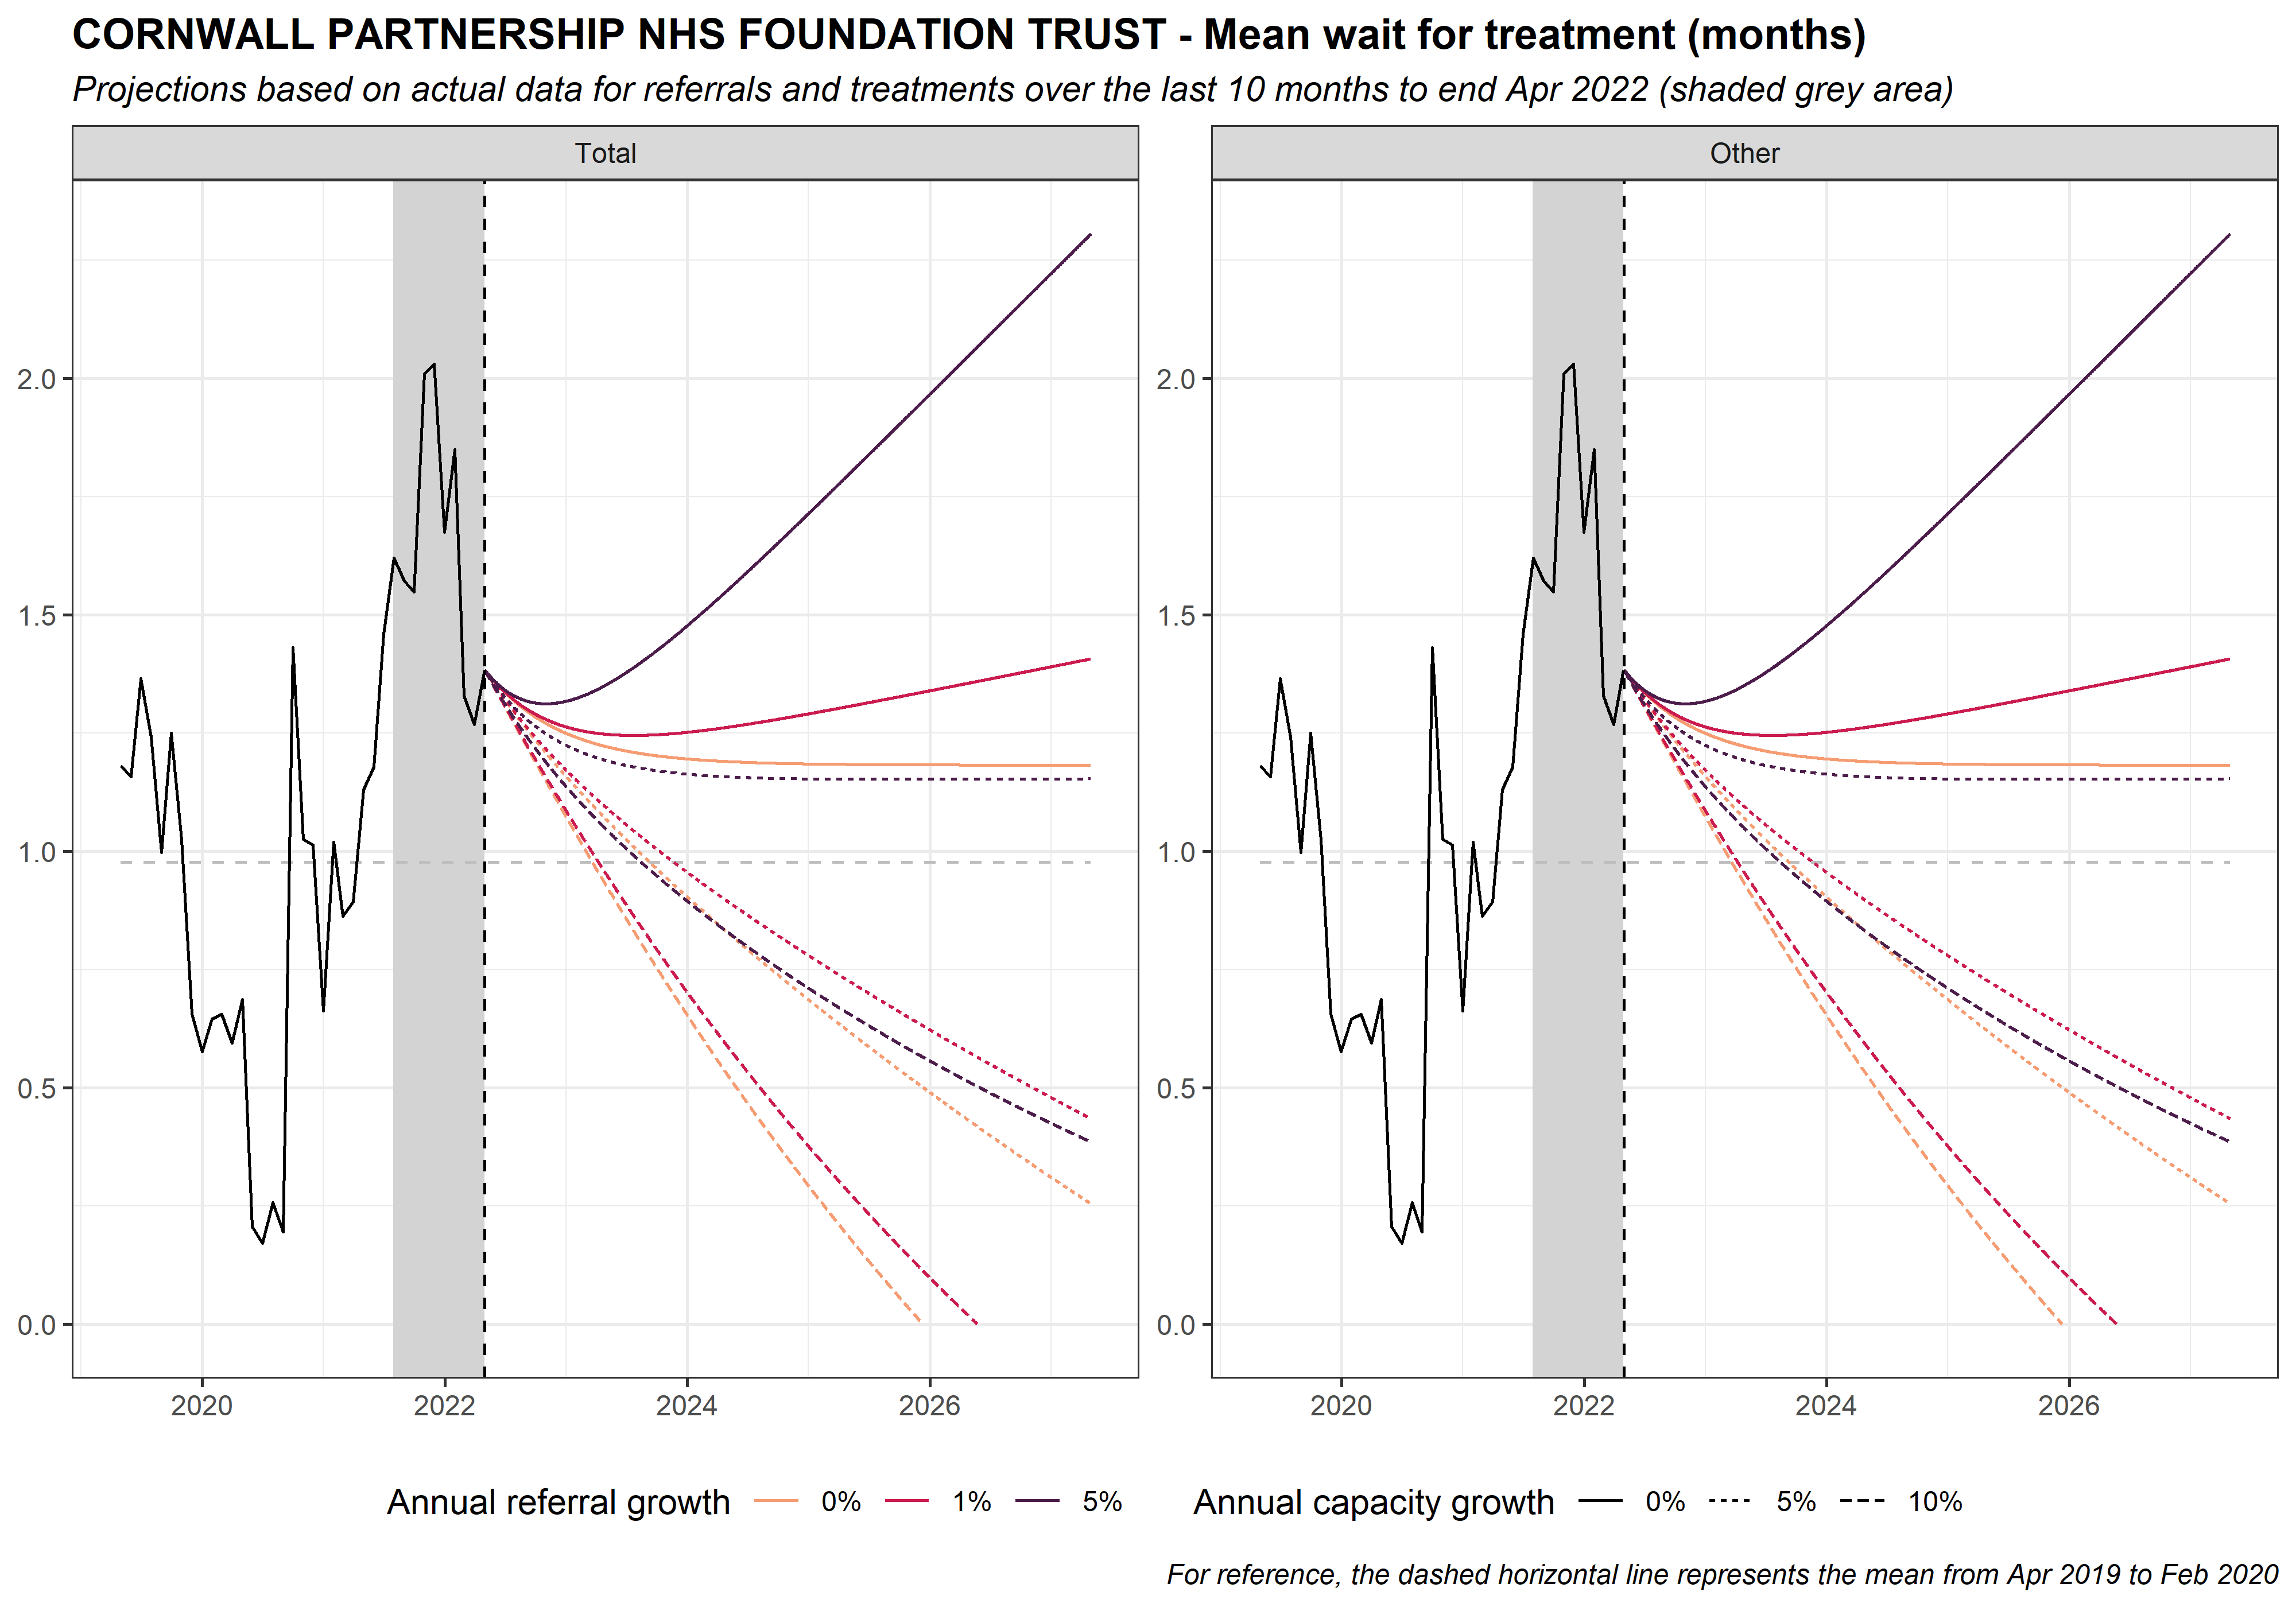 CORNWALL PARTNERSHIP NHS FOUNDATION TRUST - Mean wait for treatment (months)
Projections based on actual data for referrals and treatments over the last 10 months to end Apr 2022 (shaded grey area)
Total
Other
2.0
1.5
1.0
0.5
0.0
2.0
1.5
1.0
0.5
0.0
2020 2022 2024 2026
2020 2022 2024 2026
Annual referral growth 0% 1% 5%
Annual capacity growth 0% 5% 10%
For reference, the dashed horizontal line represents the mean from Apr 2019 to Feb 2020